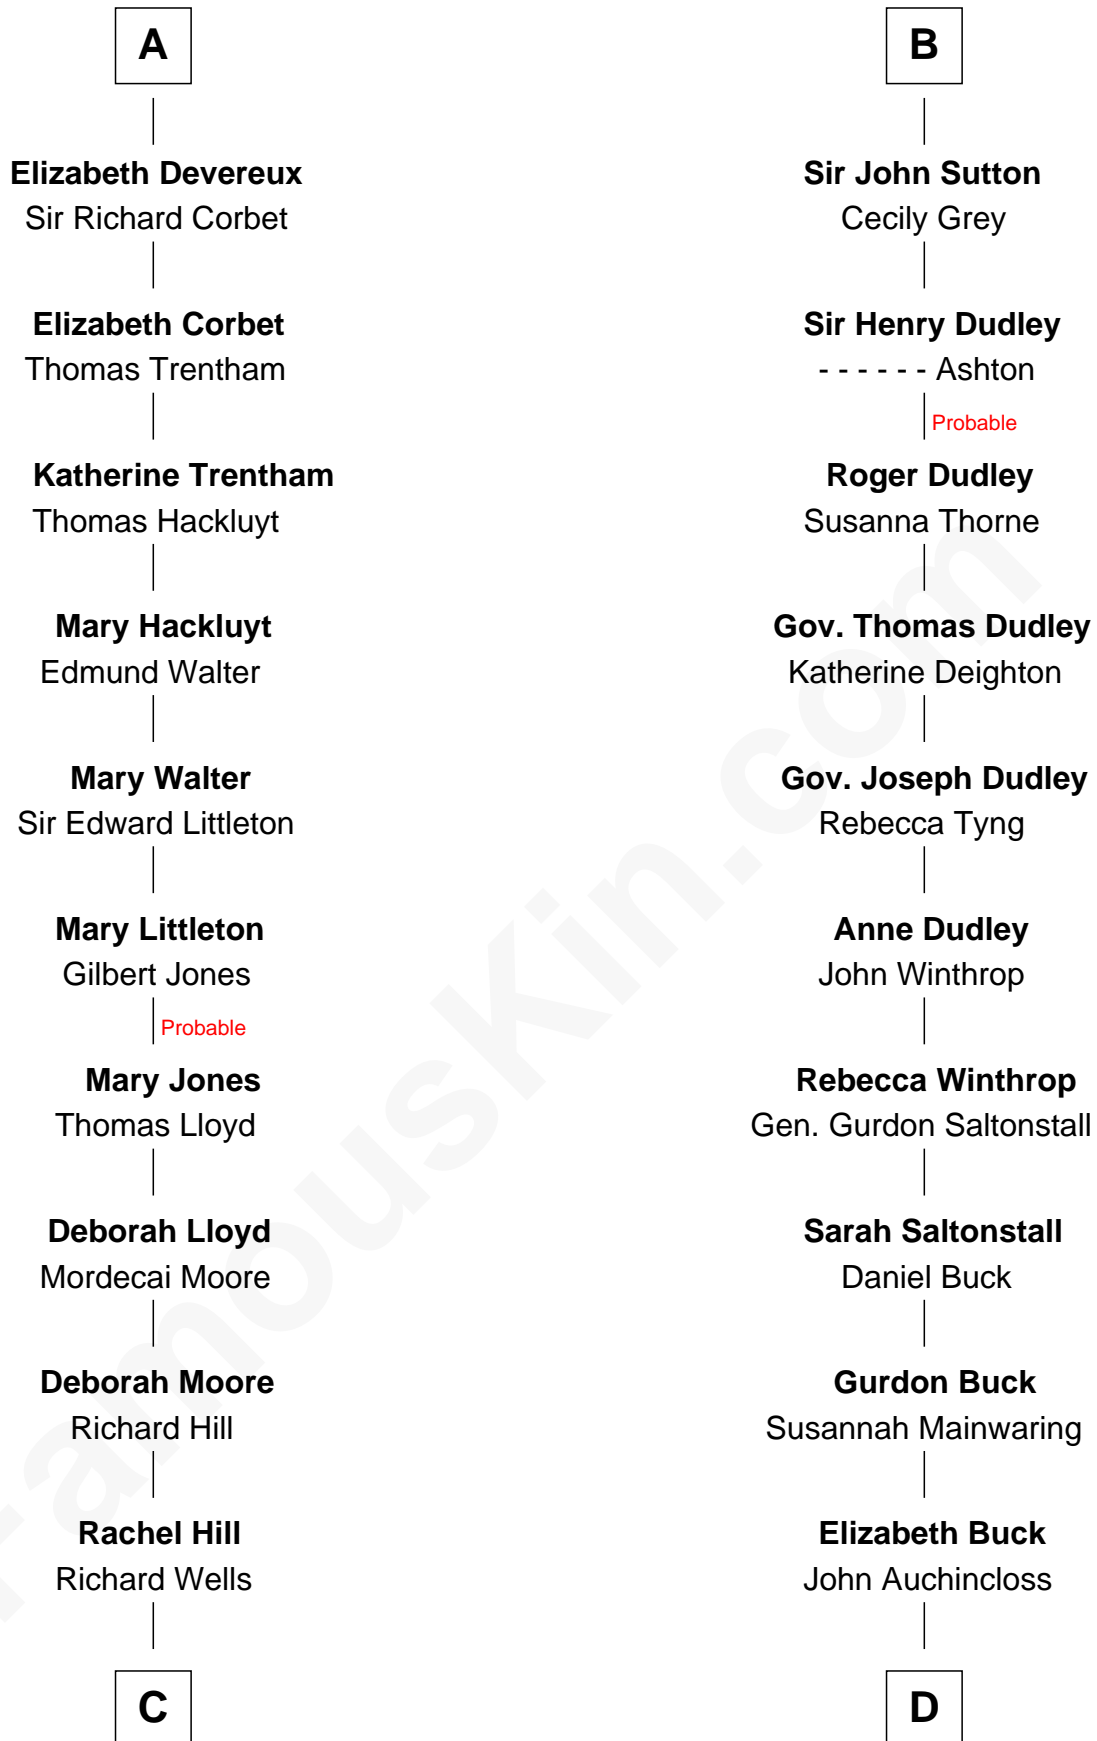 A
Elizabeth Devereux
Sir Richard Corbet
Elizabeth Corbet
Thomas Trentham
Katherine Trentham
Thomas Hackluyt
Mary Hackluyt
Edmund Walter
Mary Walter
Sir Edward Littleton
Mary Littleton
Gilbert Jones
Probable
Mary Jones
Thomas Lloyd
Deborah Lloyd
Mordecai Moore
Deborah Moore
Richard Hill
Rachel Hill
Richard Wells
C
B
Sir John Sutton
Cecily Grey
Sir Henry Dudley
- - - - - - Ashton
Probable
Roger Dudley
Susanna Thorne
Gov. Thomas Dudley
Katherine Deighton
Gov. Joseph Dudley
Rebecca Tyng
Anne Dudley
John Winthrop
Rebecca Winthrop
Gen. Gurdon Saltonstall
Sarah Saltonstall
Daniel Buck
Gurdon Buck
Susannah Mainwaring
Elizabeth Buck
John Auchincloss
D
FamousKin.com